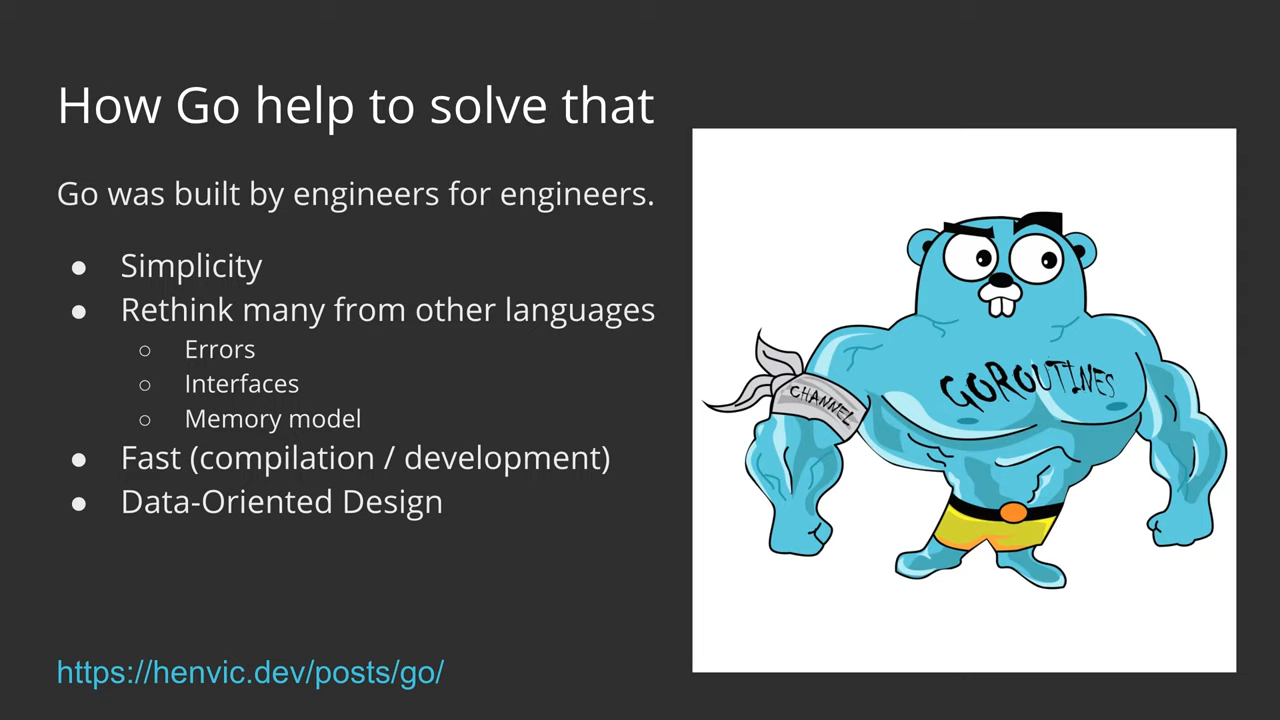 How Go help to solve that
Go was built by engineers for engineers.
● Simplicity
● Rethink many from other languages
○ Errors
○ Interfaces
○ Memory model
● Fast (compilation / development)
● Data-Oriented Design
https://henvic.dev/posts/go/
GOROUTINES
CHANNEL